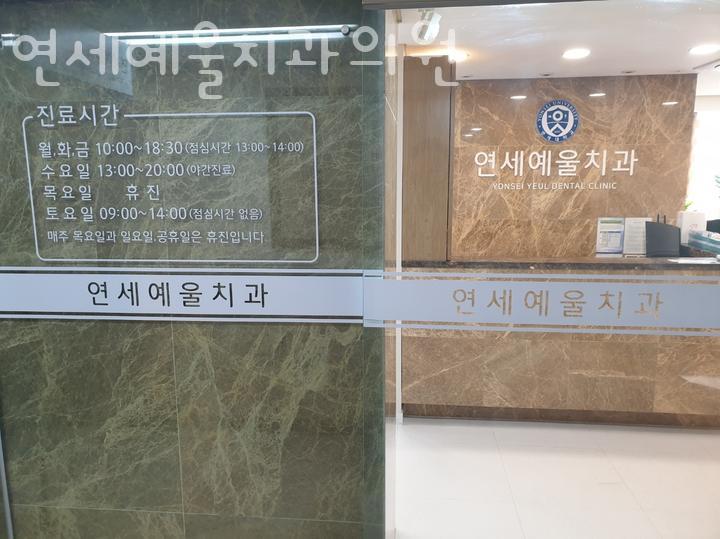 연세예울치과의원
진료시간
월,화,금 10:00~18:30 (점심시간 13:00~14:00)
수요일 13:00~20:00 (야간진료)
목요일 휴진
토요일 09:00~14:00 (점심시간 없음)
매주 목요일과 일요일,공휴일은 휴진입니다
연세예울치과
YONSEI UNIVERSITY
연세예울치과
YONSEI YEUL DENTAL CLINIC
연세예울치과